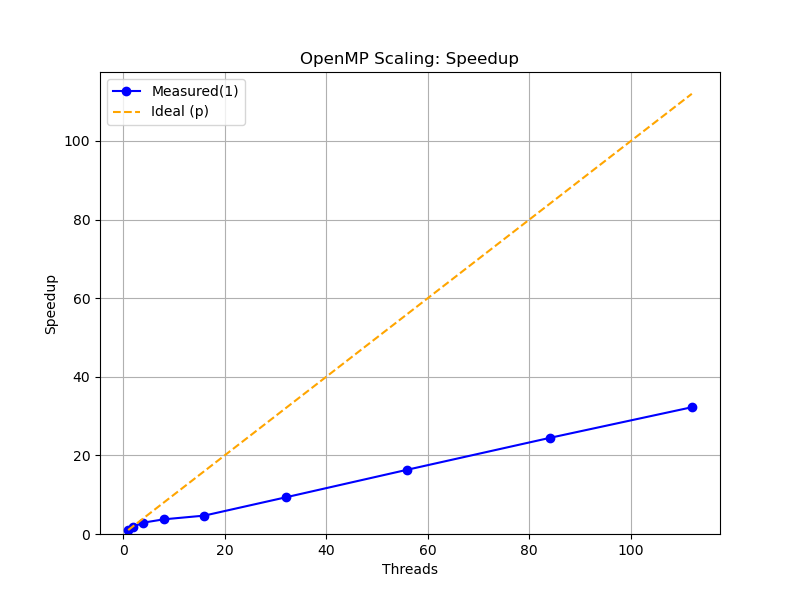 OpenMP Scaling: Speedup
Measured(1)
Ideal (p)
100
80
60
40
20
0
Speedup
0 20 40 60 80 100
Threads